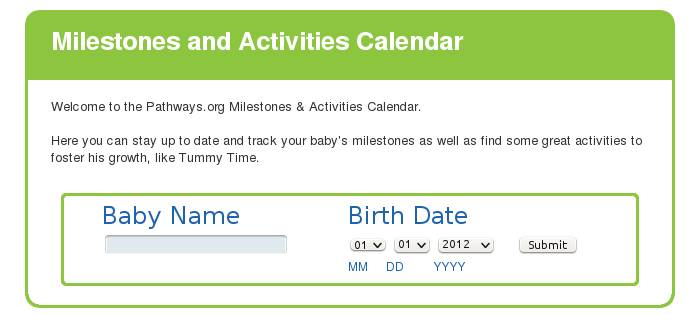 Milestones and Activities Calendar
Welcome to the Pathways.org Milestones & Activities Calendar.
Here you can stay up to date and track your baby's milestones as well as find some great activities to
foster his growth, like Tummy Time.
Baby Name Birth Date
01 01 2012 Submit
MM DD YYYY